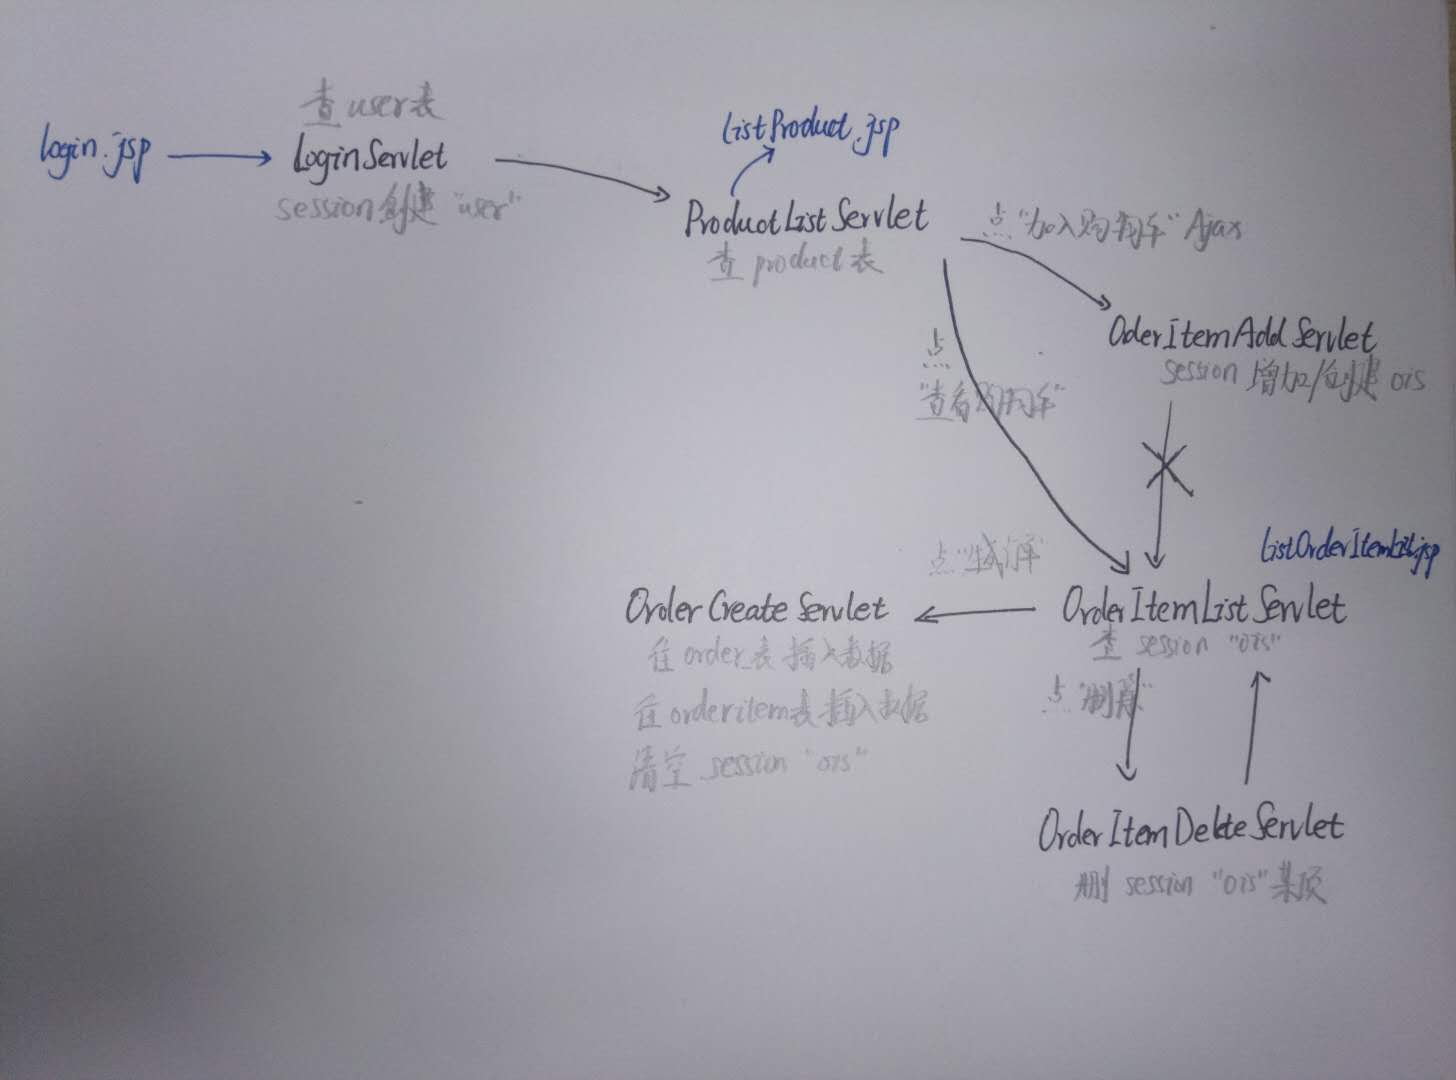 查user表
login.jsp
LoginServlet
session创建 "user"
listProduct.jsp
ProductListServlet
查 product表
点"加入购物车" Ajax
OderItemAddServlet
session 增加/创建 ois
点
"查看购物车"
listOrderItem
点"生成订单"
OrderCreateServlet
往 order_表 插入数据
往 orderitem表 插入数据
清空 session "ois"
OrderItemListServlet
查 session "ois"
点"删除"
OrderItemDeleteServlet
删 session "ois"某项